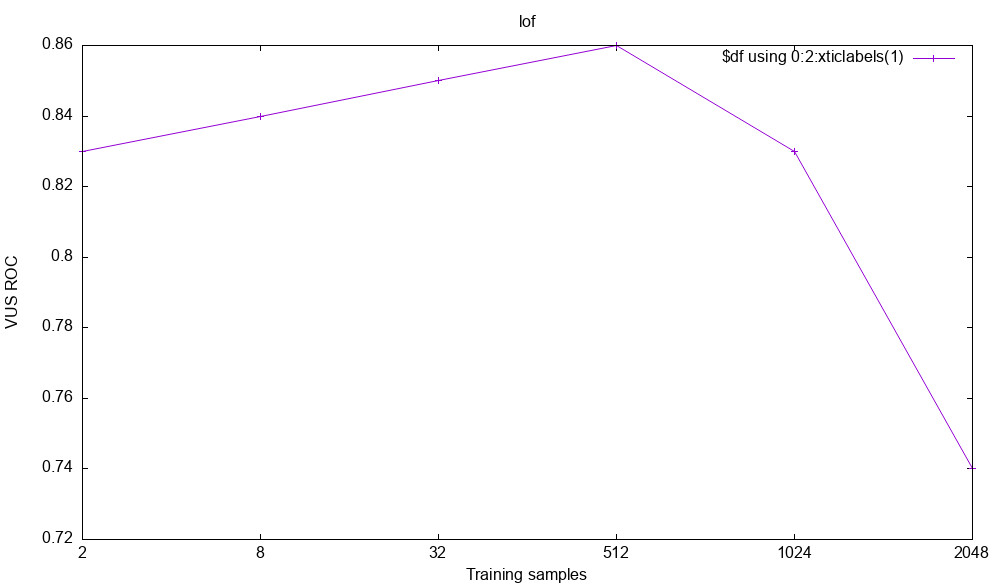 lof
0.86
$df using 0:2:xticlabels(1)
0.84
0.82
0.8
VUS ROC
0.78
0.76
0.74
0.72
2 8 32 512 1024 2048
Training samples